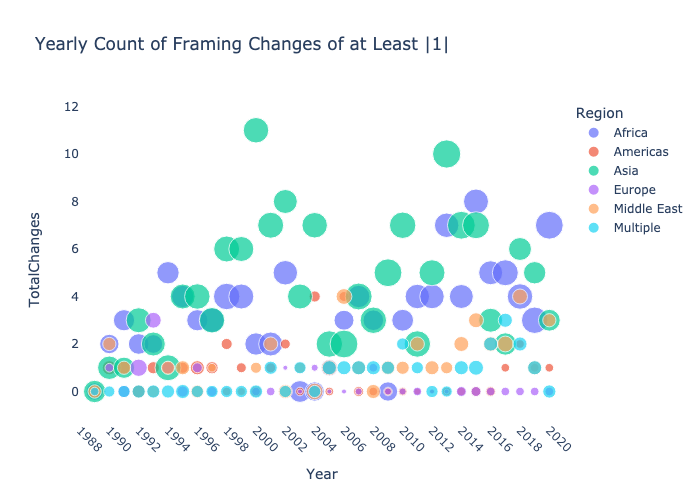 Yearly Count of Framing Changes of at Least |1|
Region
Africa
Americas
Asia
Europe
Middle East
Multiple
TotalChanges
12
10
8
6
4
2
0
1988
1990
1992
1994
1996
1998
2000
2002
2004
2006
2008
2010
2012
2014
2016
2018
2020
Year